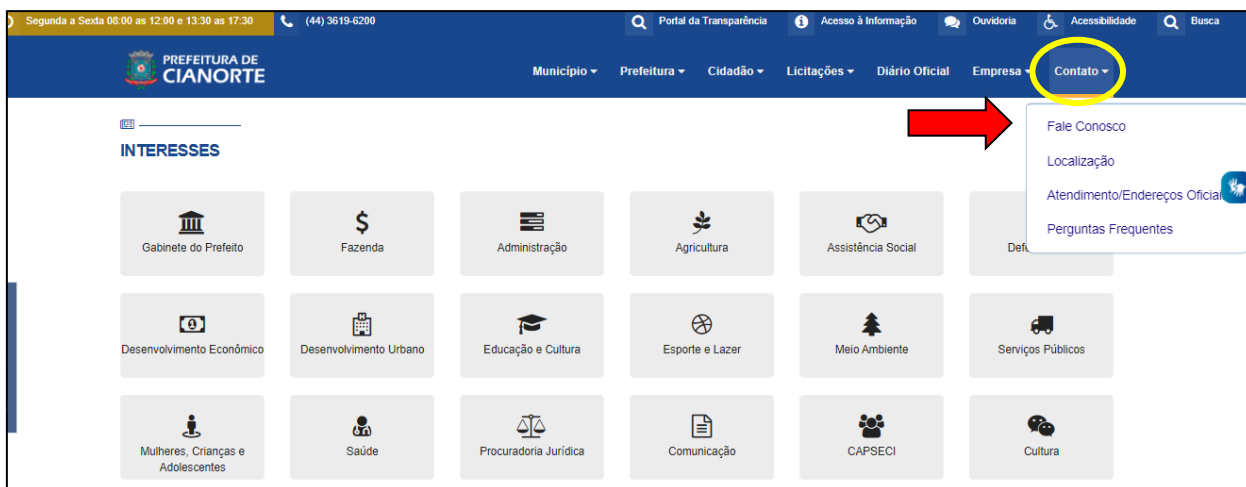 Segunda a Sexta 08:00 as 12:00 e 13:30 as 17:30 (44) 3619-6200 Portal da Transparência Acesso à Informação Ouvidoria Acessibilidade Busca
PREFEITURA DE
CIANORTE
Município Prefeitura Cidadão Licitações Diário Oficial Empresa Contato
Fale Conosco
Localização
Atendimento/Endereços
Perguntas Frequentes
INTERESSES
Gabinete do Prefeito Fazenda Administração Agricultura Assistência Social
Desenvolvimento Econômico Desenvolvimento Urbano Educação e Cultura Esporte e Lazer Meio Ambiente Serviços Públicos
Mulheres, Crianças e
Adolescentes
Saúde Procuradoria Jurídica Comunicação CAPSECI Cultura